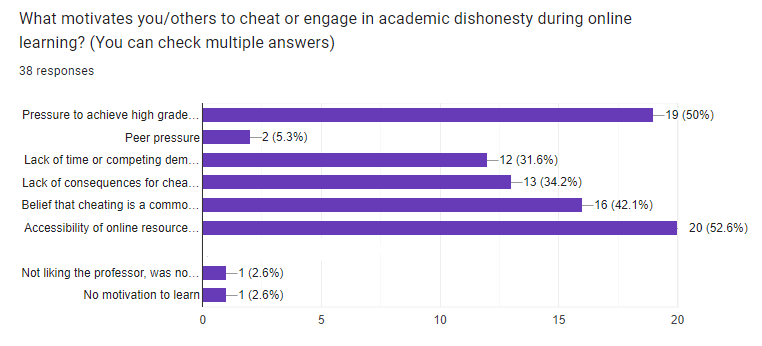 What motivates you/others to cheat or engage in academic dishonesty during online
learning? (You can check multiple answers)
38 responses
Pressure to achieve high grade… 19 (50%)
Peer pressure 2 (5.3%)
Lack of time or competing dem… 12 (31.6%)
Lack of consequences for chea… 13 (34.2%)
Belief that cheating is a commo… 16 (42.1%)
Accessibility of online resource… 20 (52.6%)
Not liking the professor, was no… 1 (2.6%)
No motivation to learn 1 (2.6%)
0 5 10 15 20